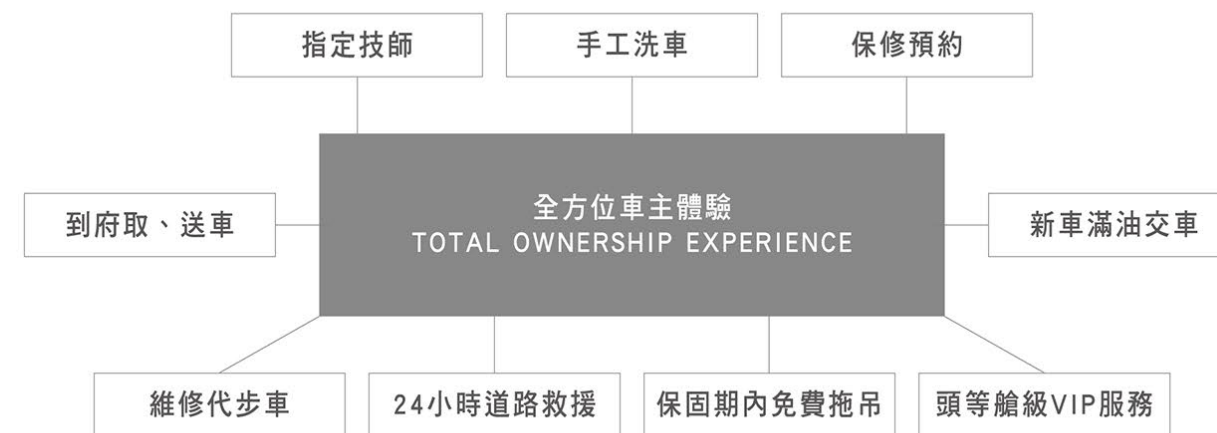 指定技師
手工洗車
保修預約
到府取、送車
全方位車主體驗
TOTAL OWNERSHIP EXPERIENCE
新車滿油交車
維修代步車
24小時道路救援
保固期內免費拖吊
頭等艙級VIP服務